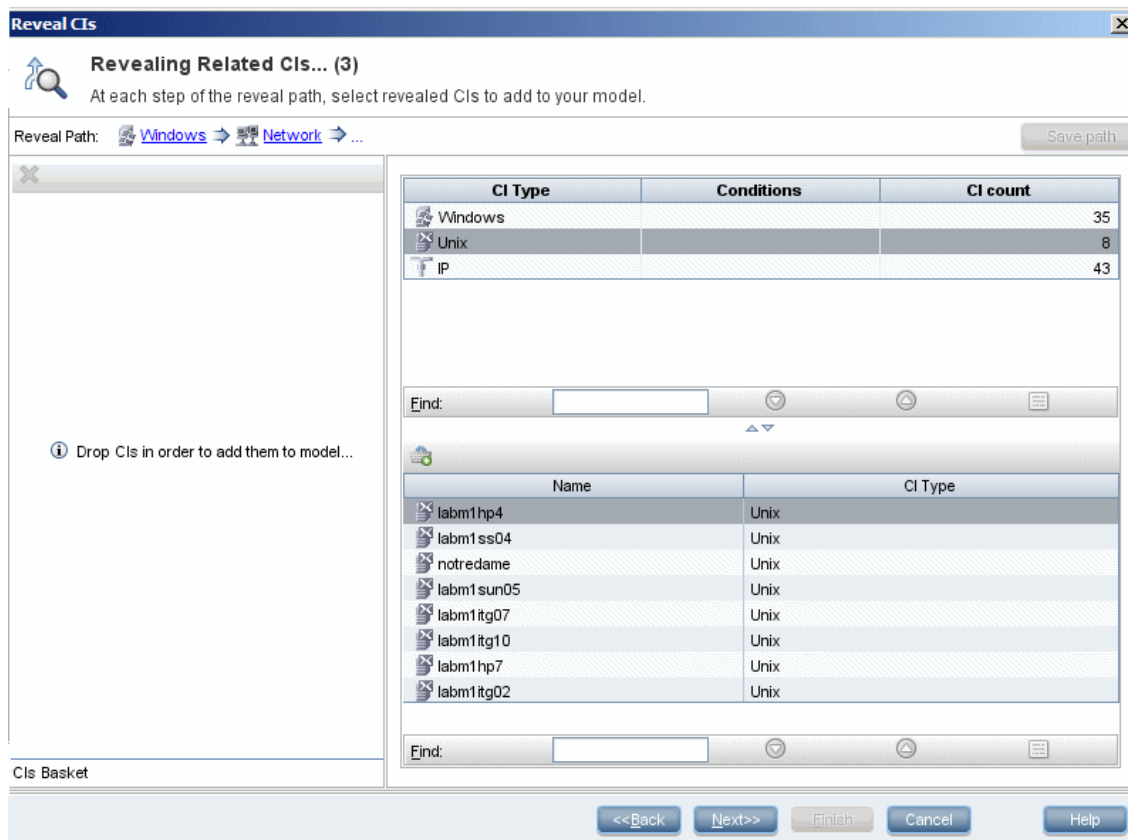 Reveal CIs
Revealing Related CIs... (3)
At each step of the reveal path, select revealed CIs to add to your model.
Reveal Path: Windows Network ...
Save path
CI Type Conditions CI count
Windows 35
Unix 8
IP 43
Find:
Drop CIs in order to add them to model...
Name CI Type
labm1hp4 Unix
labm1ss04 Unix
notredame Unix
labm1sun05 Unix
labm1itg07 Unix
labm1itg10 Unix
labm1hp7 Unix
labm1itg02 Unix
Find:
CIs Basket
<<Back Next>> Finish Cancel Help